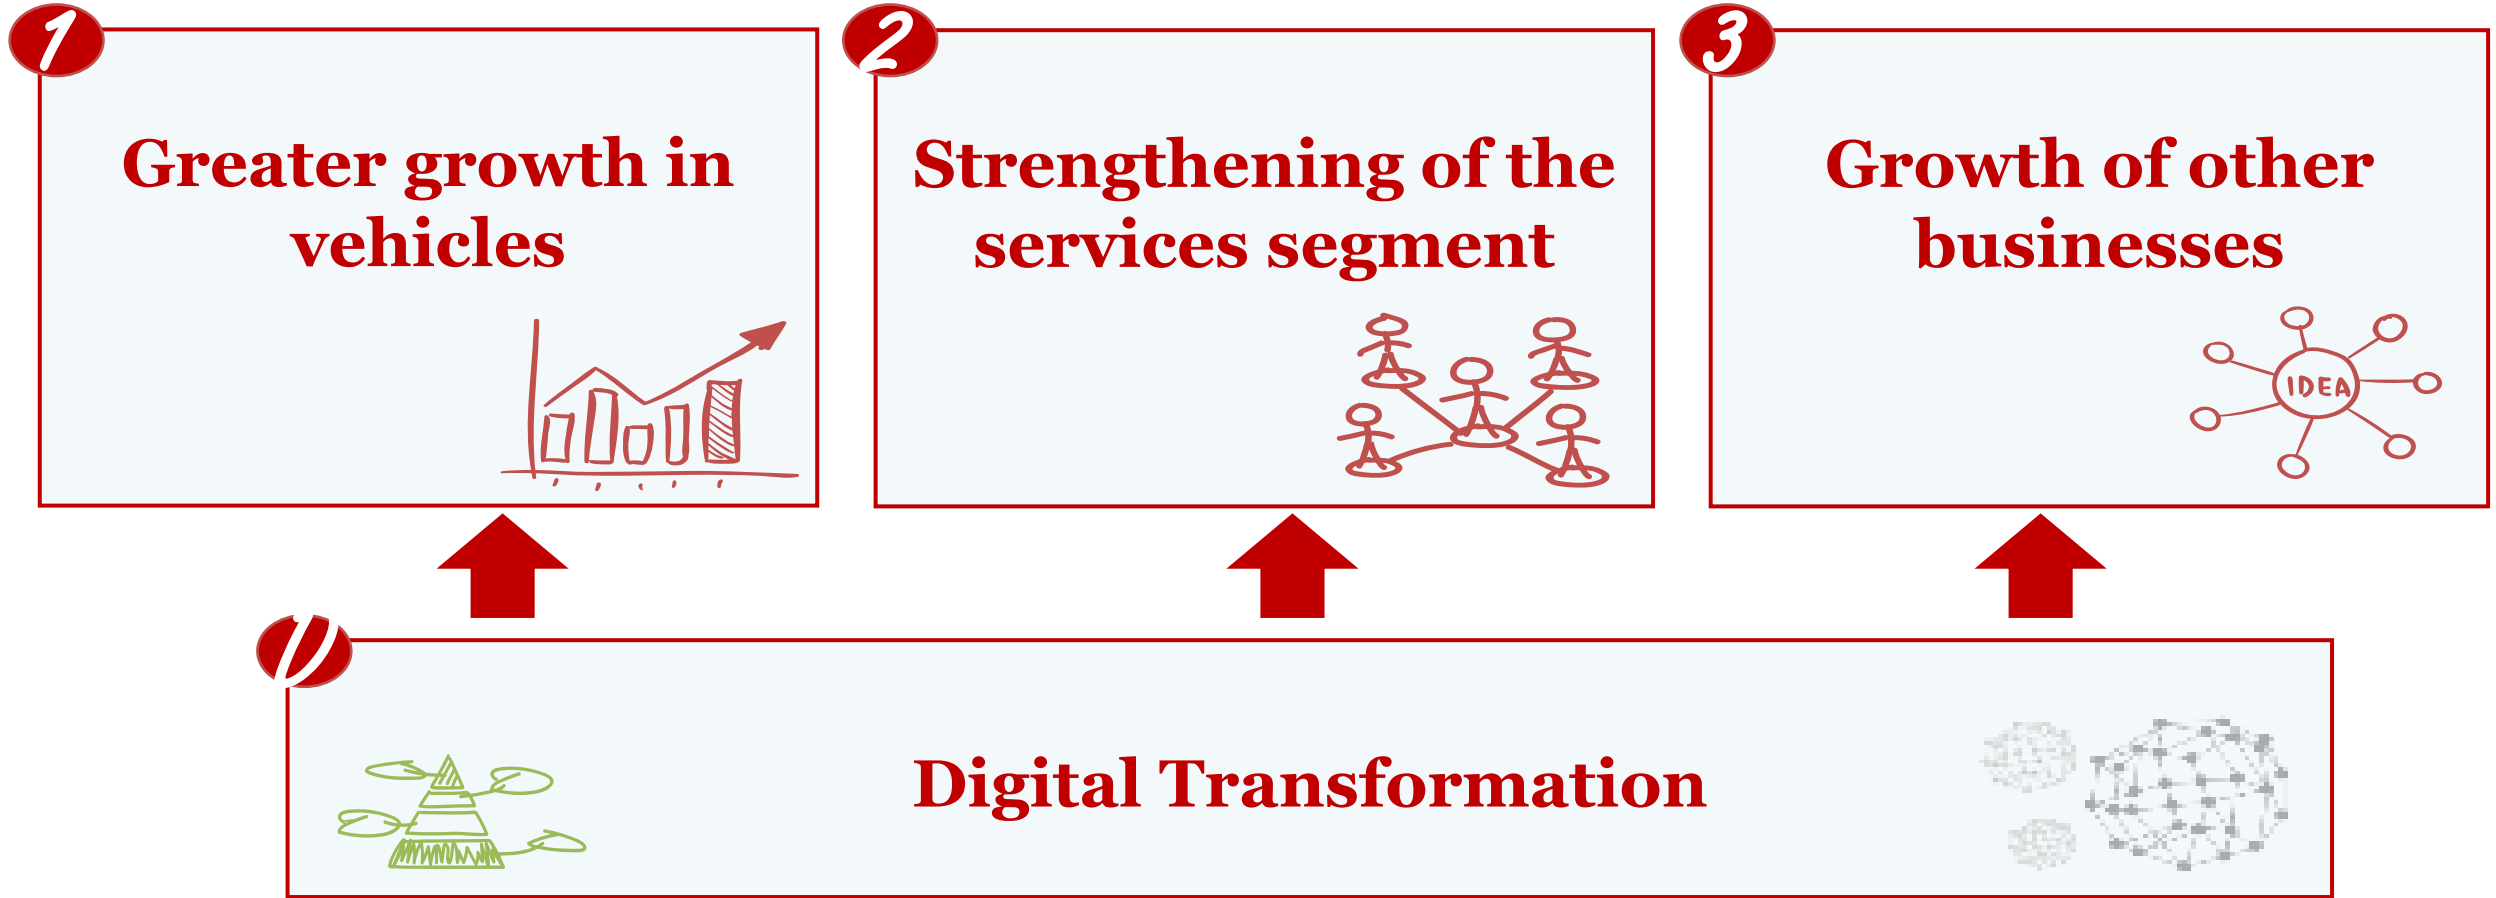 1
Greater growth in
vehicles
2
Strengthening of the
services segment
3
Growth of other
businesses
IDEA
Digital Transformation